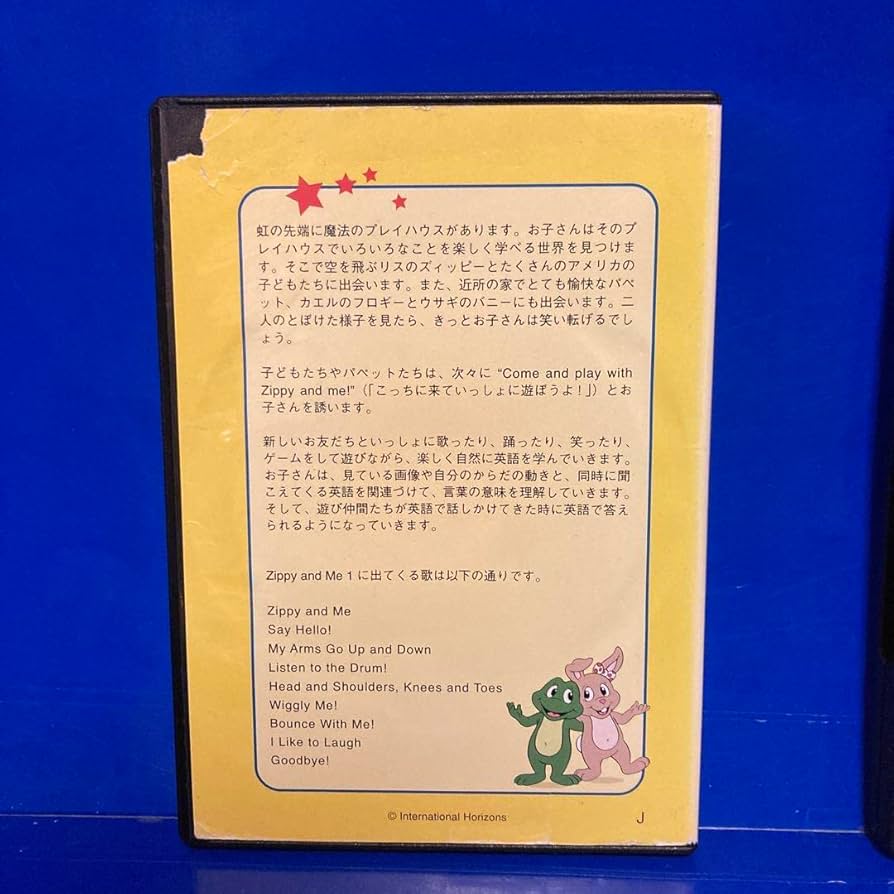 虹の先端に魔法のプレイハウスがあります。お子さんはそのプ
レイハウスでいろいろなことを楽しく学べる世界を見つけま
す。そこで空を飛ぶリスのズィッピーとたくさんのアメリカの
子どもたちに出会います。また、近所の家でとても愉快なパペ
ット、カエルのフロギーとウサギのバニーにも出会います。二
人のとぼけた様子を見たら、きっとお子さんは笑い転げるでし
ょう。
子どもたちやパペットたちは、次々に “Come and play with
Zippy and me!”（「こっちに来ていっしょに遊ぼうよ！」）とお
子さんを誘います。
新しいお友だちといっしょに歌ったり、踊ったり、笑ったり、
ゲームをして遊びながら、楽しく自然に英語を学んでいきます。
お子さんは、見ている画像や自分のからだの動きと、同時に聞
こえてくる英語を関連づけて、言葉の意味を理解していきます。
そして、遊び仲間たちが英語で話しかけてきた時に英語で答え
られるようになっていきます。
Zippy and Me 1 に出てくる歌は以下の通りです。
Zippy and Me
Say Hello!
My Arms Go Up and Down
Listen to the Drum!
Head and Shoulders, Knees and Toes
Wiggly Me!
Bounce With Me!
I Like to Laugh
Goodbye!
© International Horizons
J